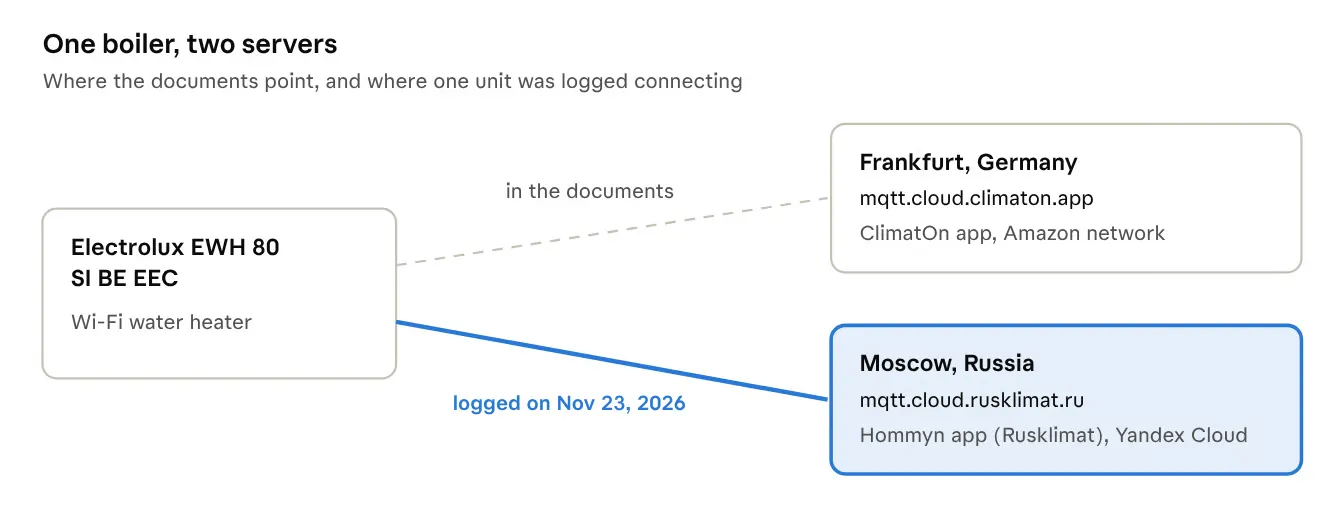 One boiler, two servers
Where the documents point, and where one unit was logged connecting
Electrolux EWH 80
SI BE EEC
Wi-Fi water heater
in the documents
logged on Nov 23, 2026
Frankfurt, Germany
mqtt.cloud.climaton.app
ClimatOn app, Amazon network
Moscow, Russia
mqtt.cloud.rusklimat.ru
Hommyn app (Rusklimat), Yandex Cloud